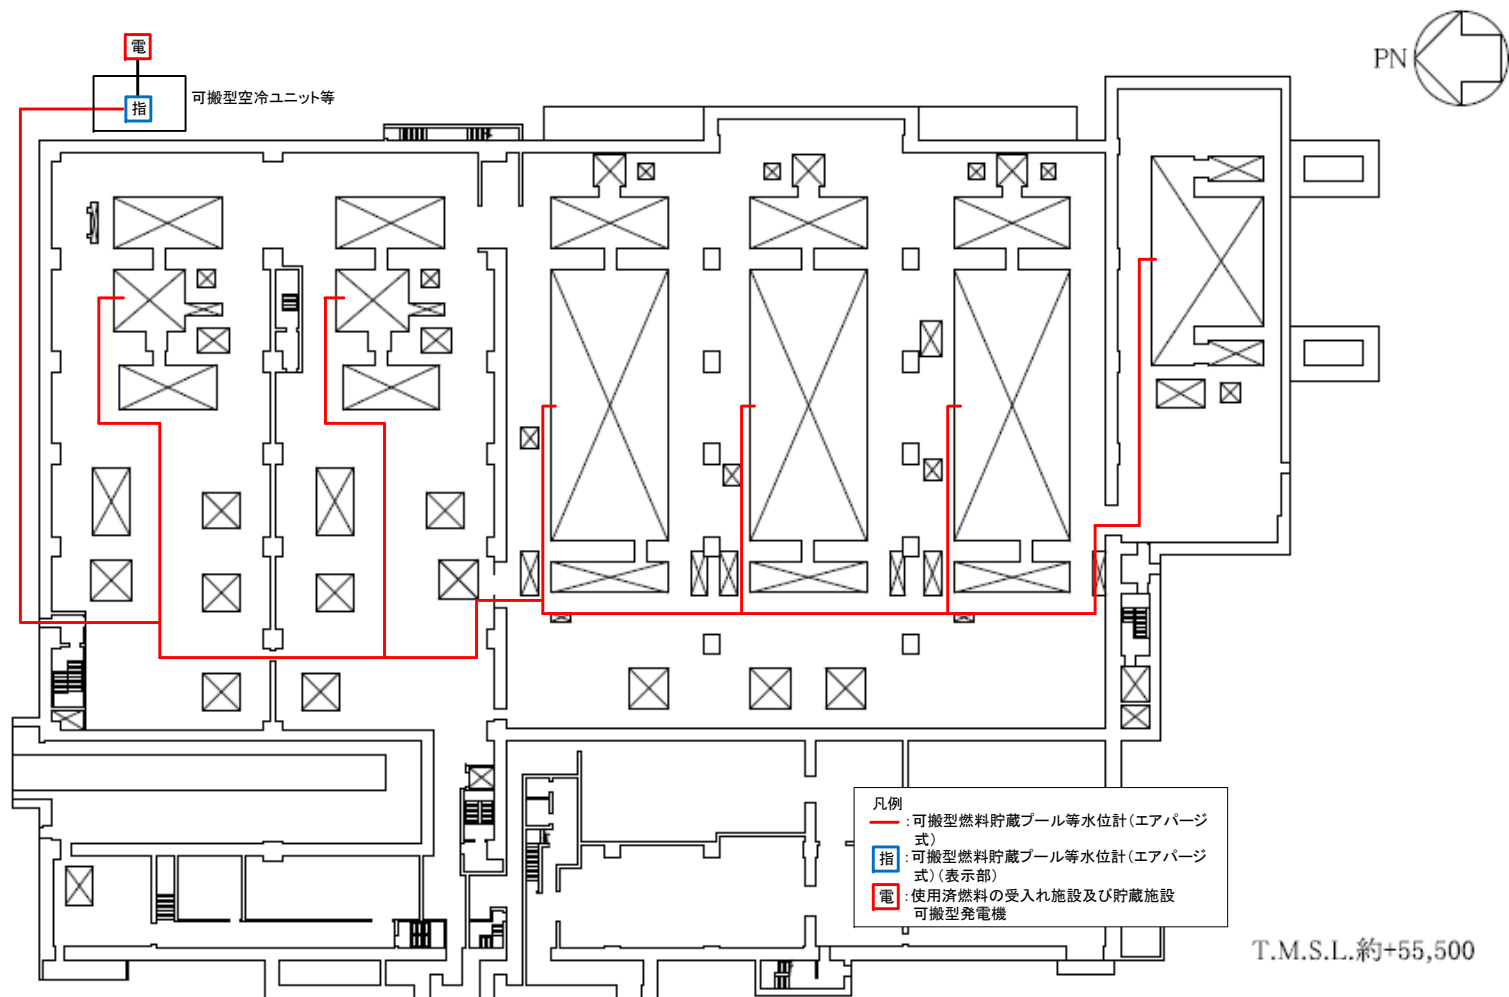 電
指
可搬型空冷ユニット等
PN
凡例
:可搬型燃料貯蔵プール等水位計(エアパージ
式)
指
:可搬型燃料貯蔵プール等水位計(エアパージ
式)(表示部)
電
:使用済燃料の受入れ施設及び貯蔵施設
可搬型発電機
T.M.S.L.約+55,500